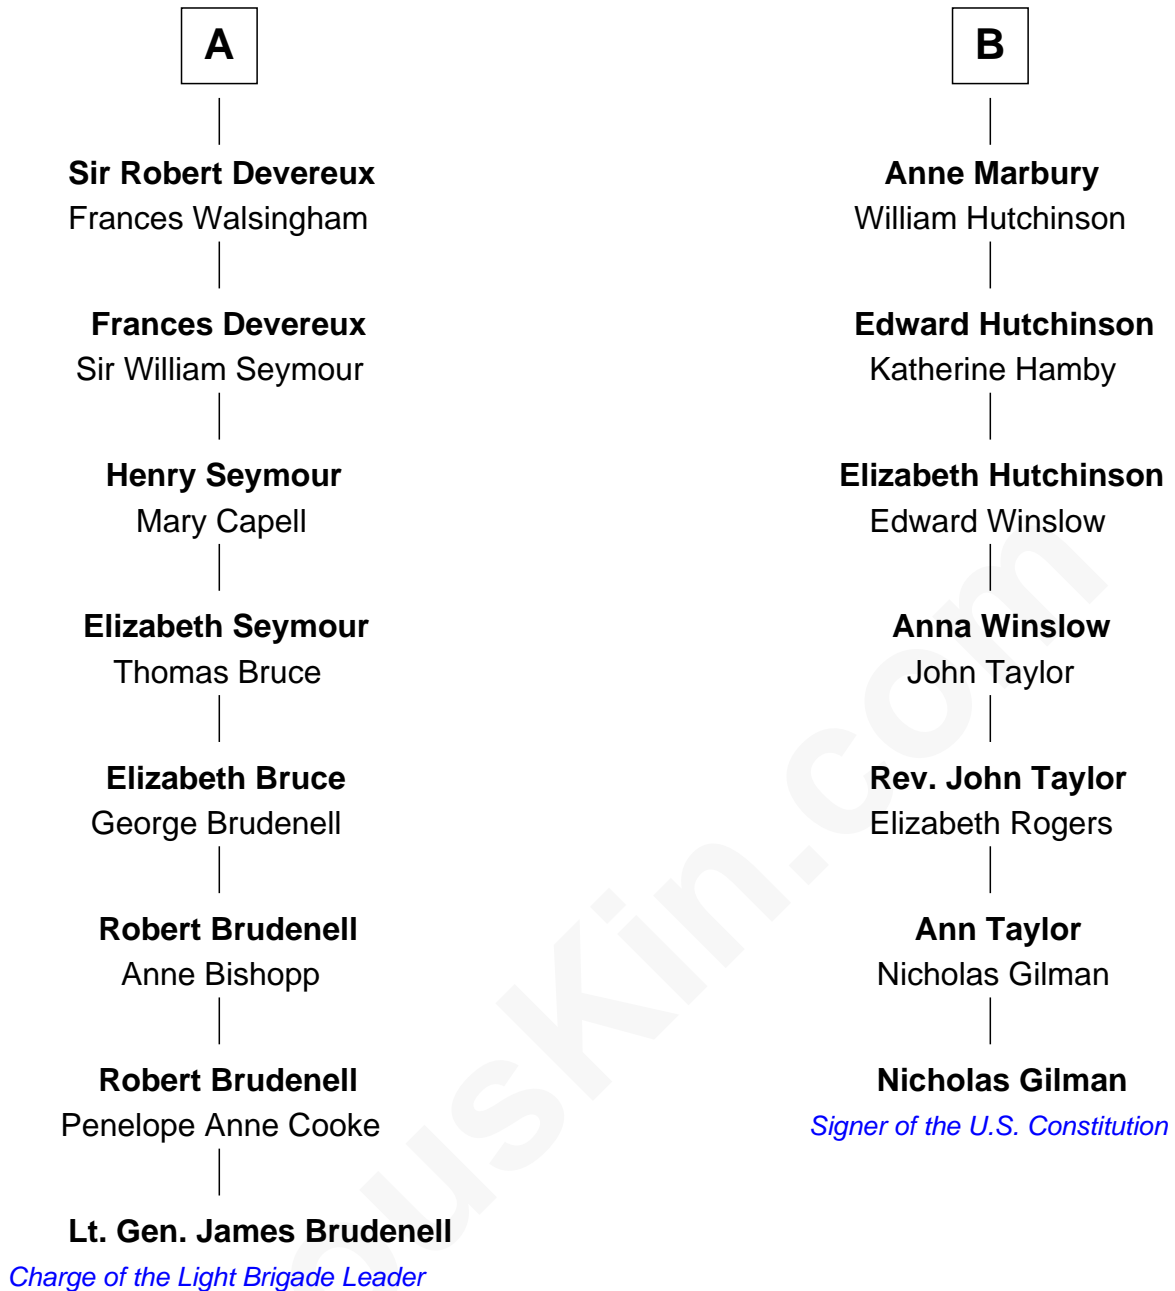 A
Sir Robert Devereux
Frances Walsingham
Frances Devereux
Sir William Seymour
Henry Seymour
Mary Capell
Elizabeth Seymour
Thomas Bruce
Elizabeth Bruce
George Brudenell
Robert Brudenell
Anne Bishopp
Robert Brudenell
Penelope Anne Cooke
Lt. Gen. James Brudenell
Charge of the Light Brigade Leader
B
Anne Marbury
William Hutchinson
Edward Hutchinson
Katherine Hamby
Elizabeth Hutchinson
Edward Winslow
Anna Winslow
John Taylor
Rev. John Taylor
Elizabeth Rogers
Ann Taylor
Nicholas Gilman
Nicholas Gilman
Signer of the U.S. Constitution
ousKin.com